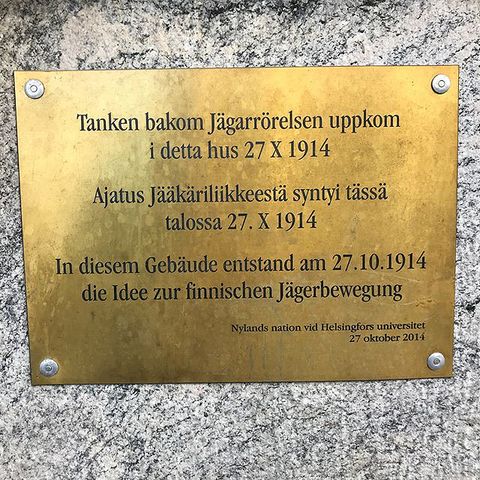 Tanken bakom Jägarrörelsen uppkom
i detta hus 27 X 1914
Ajatus Jääkäriliikkeestä syntyi tässä
talossa 27. X 1914
In diesem Gebäude entstand am 27.10.1914
die Idee zur finnischen Jägerbewegung
Nylands nation vid Helsingfors universitet
27 oktober 2014